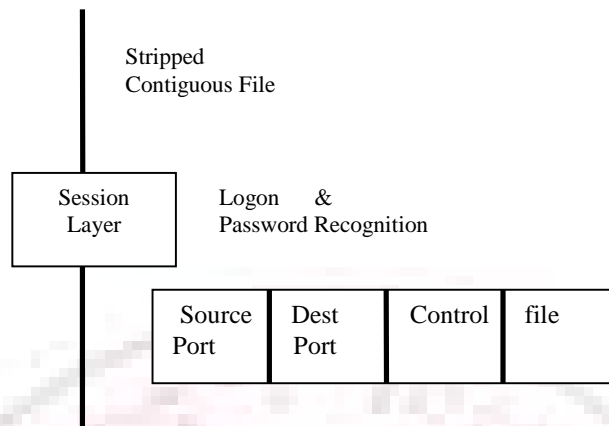 Stripped
Contiguous File
Session
Layer
Logon &
Password Recognition
Source
Port
Dest
Port
Control
file